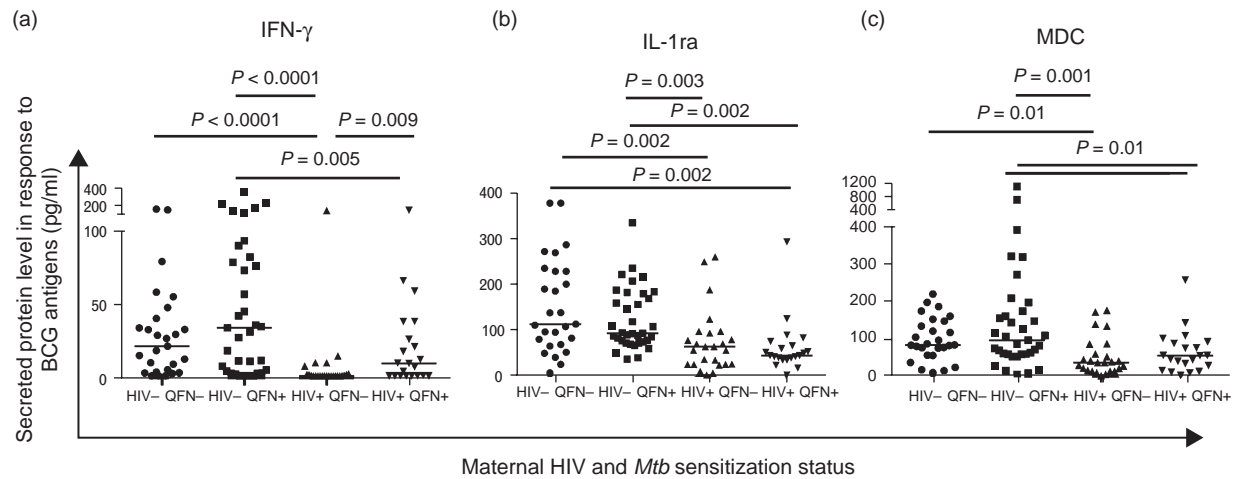 (a)
IFN-γ
P < 0.0001
P < 0.0001
P = 0.009
P = 0.005
400
200
100
50
0
HIV– QFN–
HIV– QFN+
HIV+ QFN–
HIV+ QFN+
(b)
IL-1ra
P = 0.003
P = 0.002
P = 0.002
P = 0.002
400
300
200
100
0
HIV– QFN–
HIV– QFN+
HIV+ QFN–
HIV+ QFN+
(c)
MDC
P = 0.001
P = 0.01
P = 0.01
1200
800
400
400
300
200
100
0
HIV– QFN–
HIV– QFN+
HIV+ QFN–
HIV+ QFN+
Secreted protein level in response to
BCG antigens (pg/ml)
Maternal HIV and Mtb sensitization status